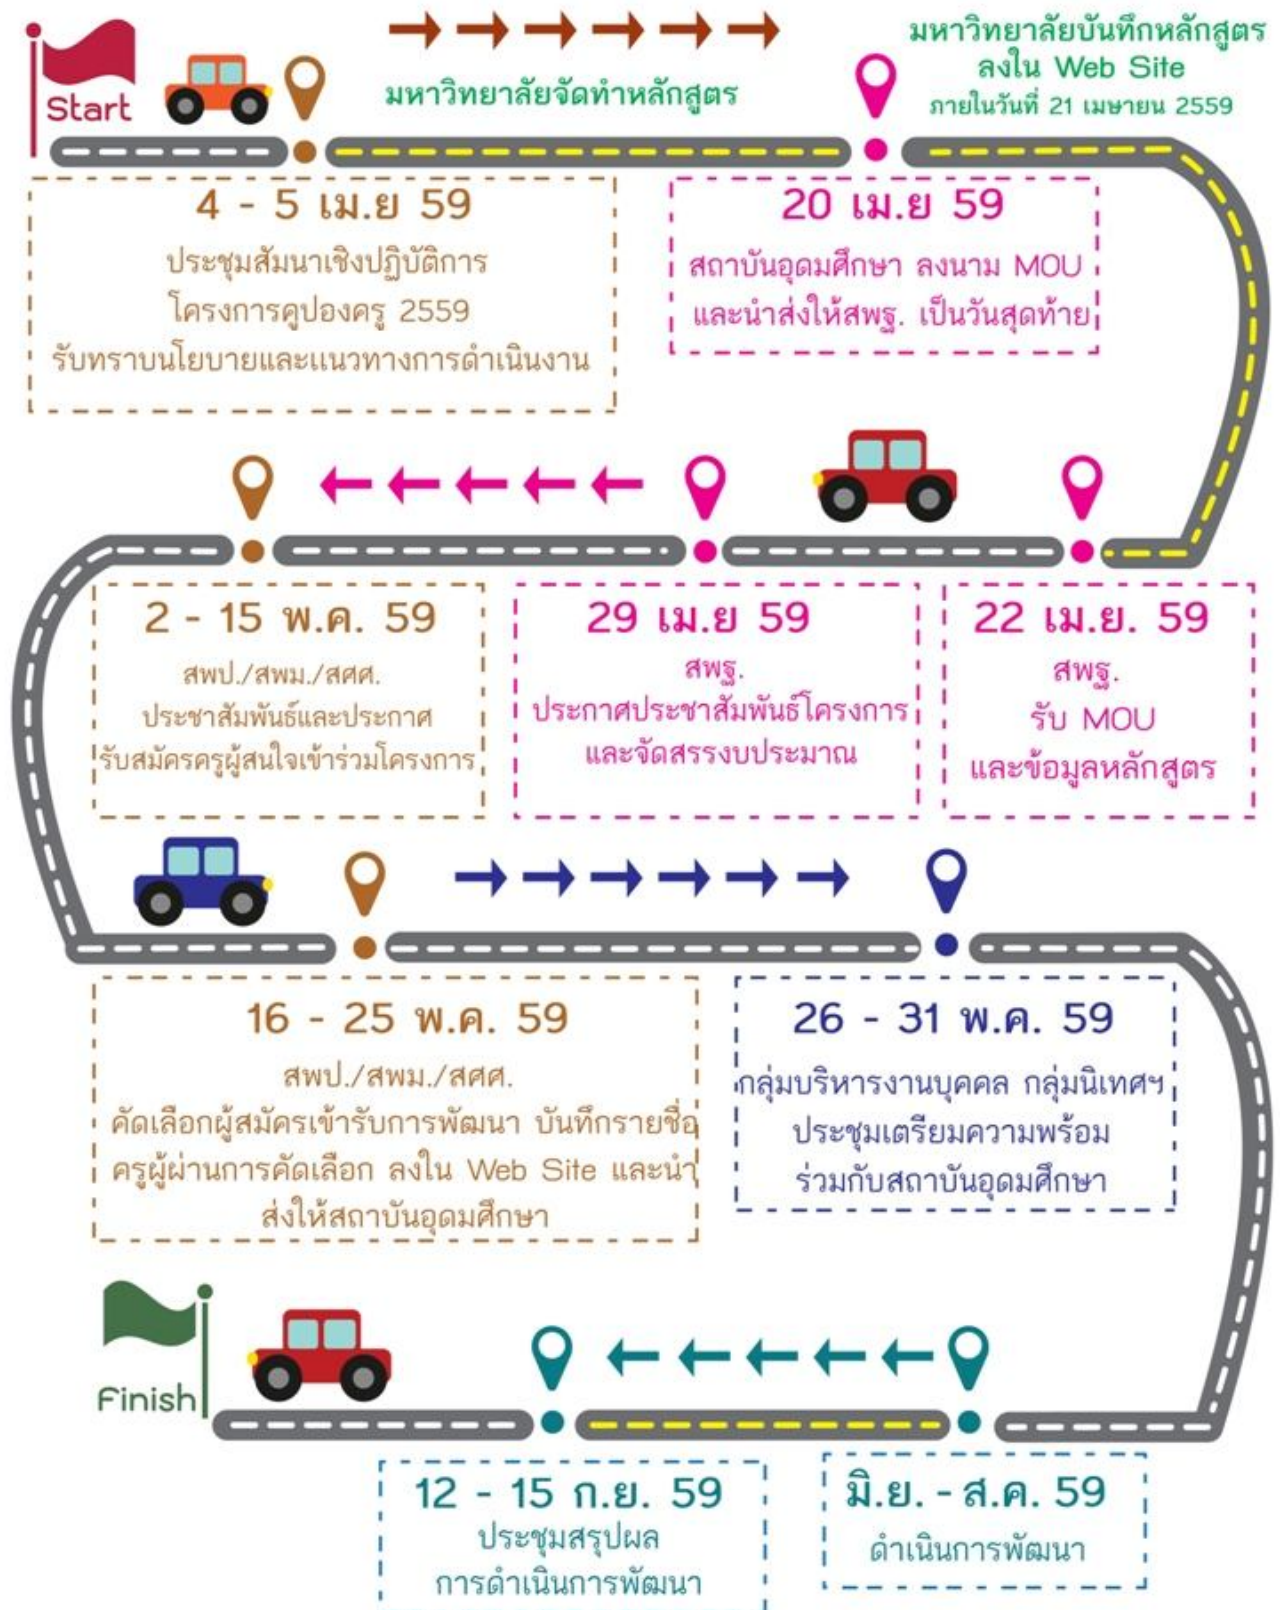 Start
มหาวิทยาลัยจัดทำหลักสูตร
มหาวิทยาลัยบันทึกหลักสูตร
ลงใน Web Site
ภายในวันที่ 21 เมษายน 2559
4 - 5 เม.ย 59
ประชุมสัมนาเชิงปฏิบัติการ
โครงการคูปองครู 2559
รับทราบนโยบายและแนวทางการดำเนินงาน
20 เม.ย 59
สถาบันอุดมศึกษา ลงนาม MOU
และนำส่งให้สพฐ. เป็นวันสุดท้าย
22 เม.ย. 59
สพฐ.
รับ MOU
และข้อมูลหลักสูตร
29 เม.ย 59
สพฐ.
ประกาศประชาสัมพันธ์โครงการ
และจัดสรรงบประมาณ
2 - 15 พ.ค. 59
สพป./สพม./สศศ.
ประชาสัมพันธ์และประกาศ
รับสมัครครูผู้สนใจเข้าร่วมโครงการ
16 - 25 พ.ค. 59
สพป./สพม./สศศ.
คัดเลือกผู้สมัครเข้ารับการพัฒนา บันทึกรายชื่อ
ครูผู้ผ่านการคัดเลือก ลงใน Web Site และนำ
ส่งให้สถาบันอุดมศึกษา
26 - 31 พ.ค. 59
กลุ่มบริหารงานบุคคล กลุ่มนิเทศฯ
ประชุมเตรียมความพร้อม
ร่วมกับสถาบันอุดมศึกษา
มิ.ย. - ส.ค. 59
ดำเนินการพัฒนา
12 - 15 ก.ย. 59
ประชุมสรุปผล
การดำเนินการพัฒนา
Finish